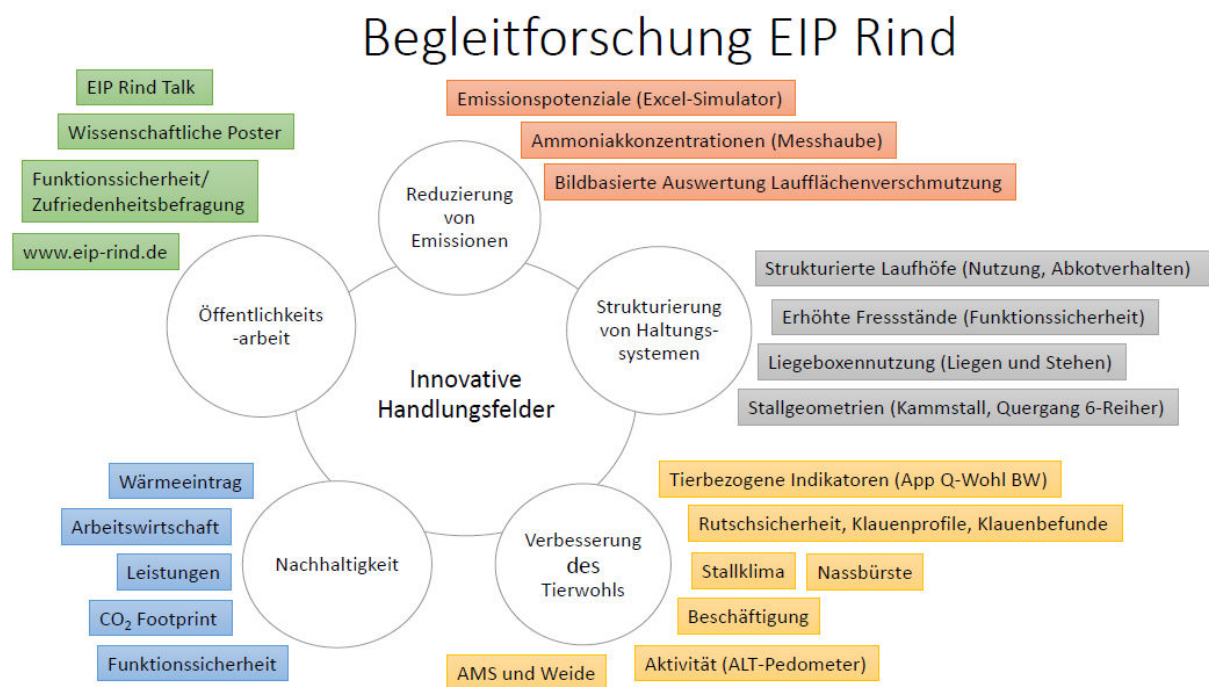 Begleitforschung EIP Rind
EIP Rind Talk
Wissenschaftliche Poster
Funktionssicherheit/
Zufriedenheitsbefragung
www.eip-rind.de
Emissionspotenziale (Excel-Simulator)
Ammoniakkonzentrationen (Messhaube)
Bildbasierte Auswertung Laufflächenverschmutzung
Reduzierung
von
Emissionen
Öffentlichkeits
-arbeit
Strukturierung
von Haltungs-
systemen
Strukturierte Laufhöfe (Nutzung, Abkotverhalten)
Erhöhte Fressstände (Funktionssicherheit)
Liegeboxennutzung (Liegen und Stehen)
Stallgeometrien (Kammstall, Quergang 6-Reiher)
Innovative
Handlungsfelder
Wärmeeintrag
Arbeitswirtschaft
Leistungen
CO₂ Footprint
Funktionssicherheit
Nachhaltigkeit
Verbesserung
des
Tierwohls
Tierbezogene Indikatoren (App Q-Wohl BW)
Rutschsicherheit, Klauenprofile, Klauenbefunde
Stallklima
Nassbürste
Beschäftigung
Aktivität (ALT-Pedometer)
AMS und Weide